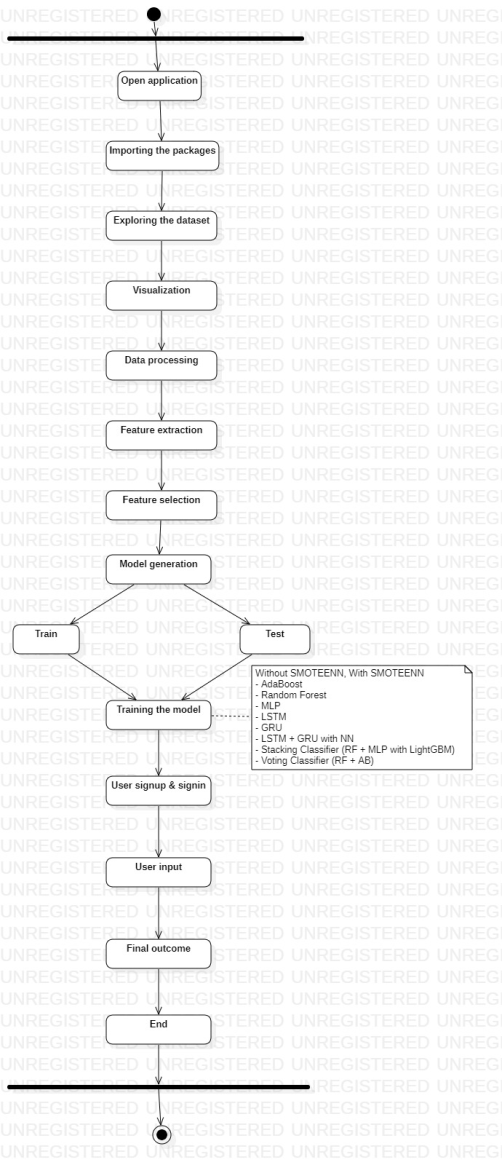 Open application
Importing the packages
Exploring the dataset
Visualization
Data processing
Feature extraction
Feature selection
Model generation
Train
Test
Training the model
Without SMOTEENN, With SMOTEENN
- AdaBoost
- Random Forest
- MLP
- LSTM
- GRU
- LSTM + GRU with NN
- Stacking Classifier (RF + MLP with LightGBM)
- Voting Classifier (RF + AB)
User signup & signin
User input
Final outcome
End
UNREGISTERED